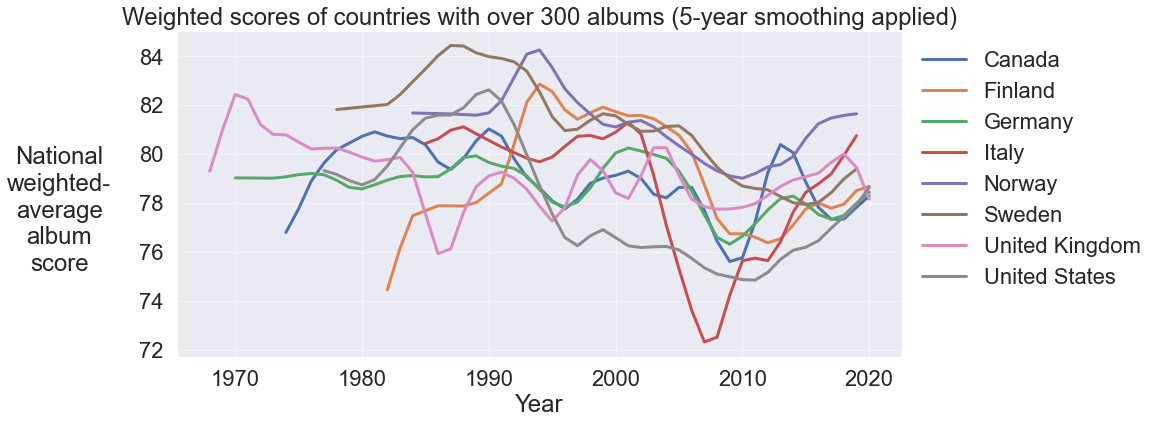 Weighted scores of countries with over 300 albums (5-year smoothing applied)
National
weighted-
average
album
score
84
82
80
78
76
74
72
1970
1980
1990
2000
2010
2020
Year
Canada
Finland
Germany
Italy
Norway
Sweden
United Kingdom
United States